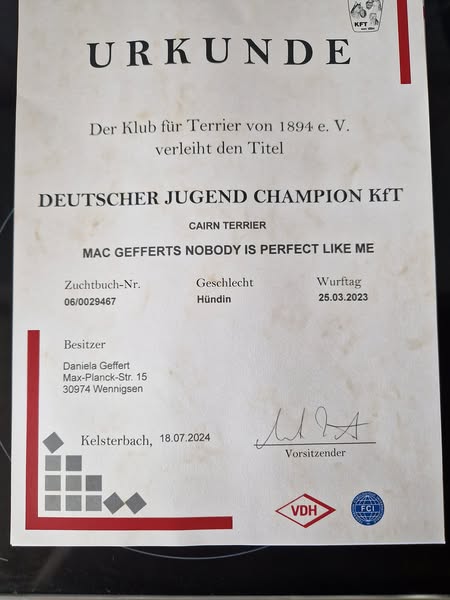 KFT
URKUNDE
Der Klub für Terrier von 1894 e. V.
verleiht den Titel
DEUTSCHER JUGEND CHAMPION KfT
CAIRN TERRIER
MAC GEFFERTS NOBODY IS PERFECT LIKE ME
Zuchtbuch-Nr. Geschlecht Wurftag
06/0029467 Hündin 25.03.2023
Besitzer
Daniela Geffert
Max-Planck-Str. 15
30974 Wennigsen
Kelsterbach, 18.07.2024
Vorsitzender
VDH FCI